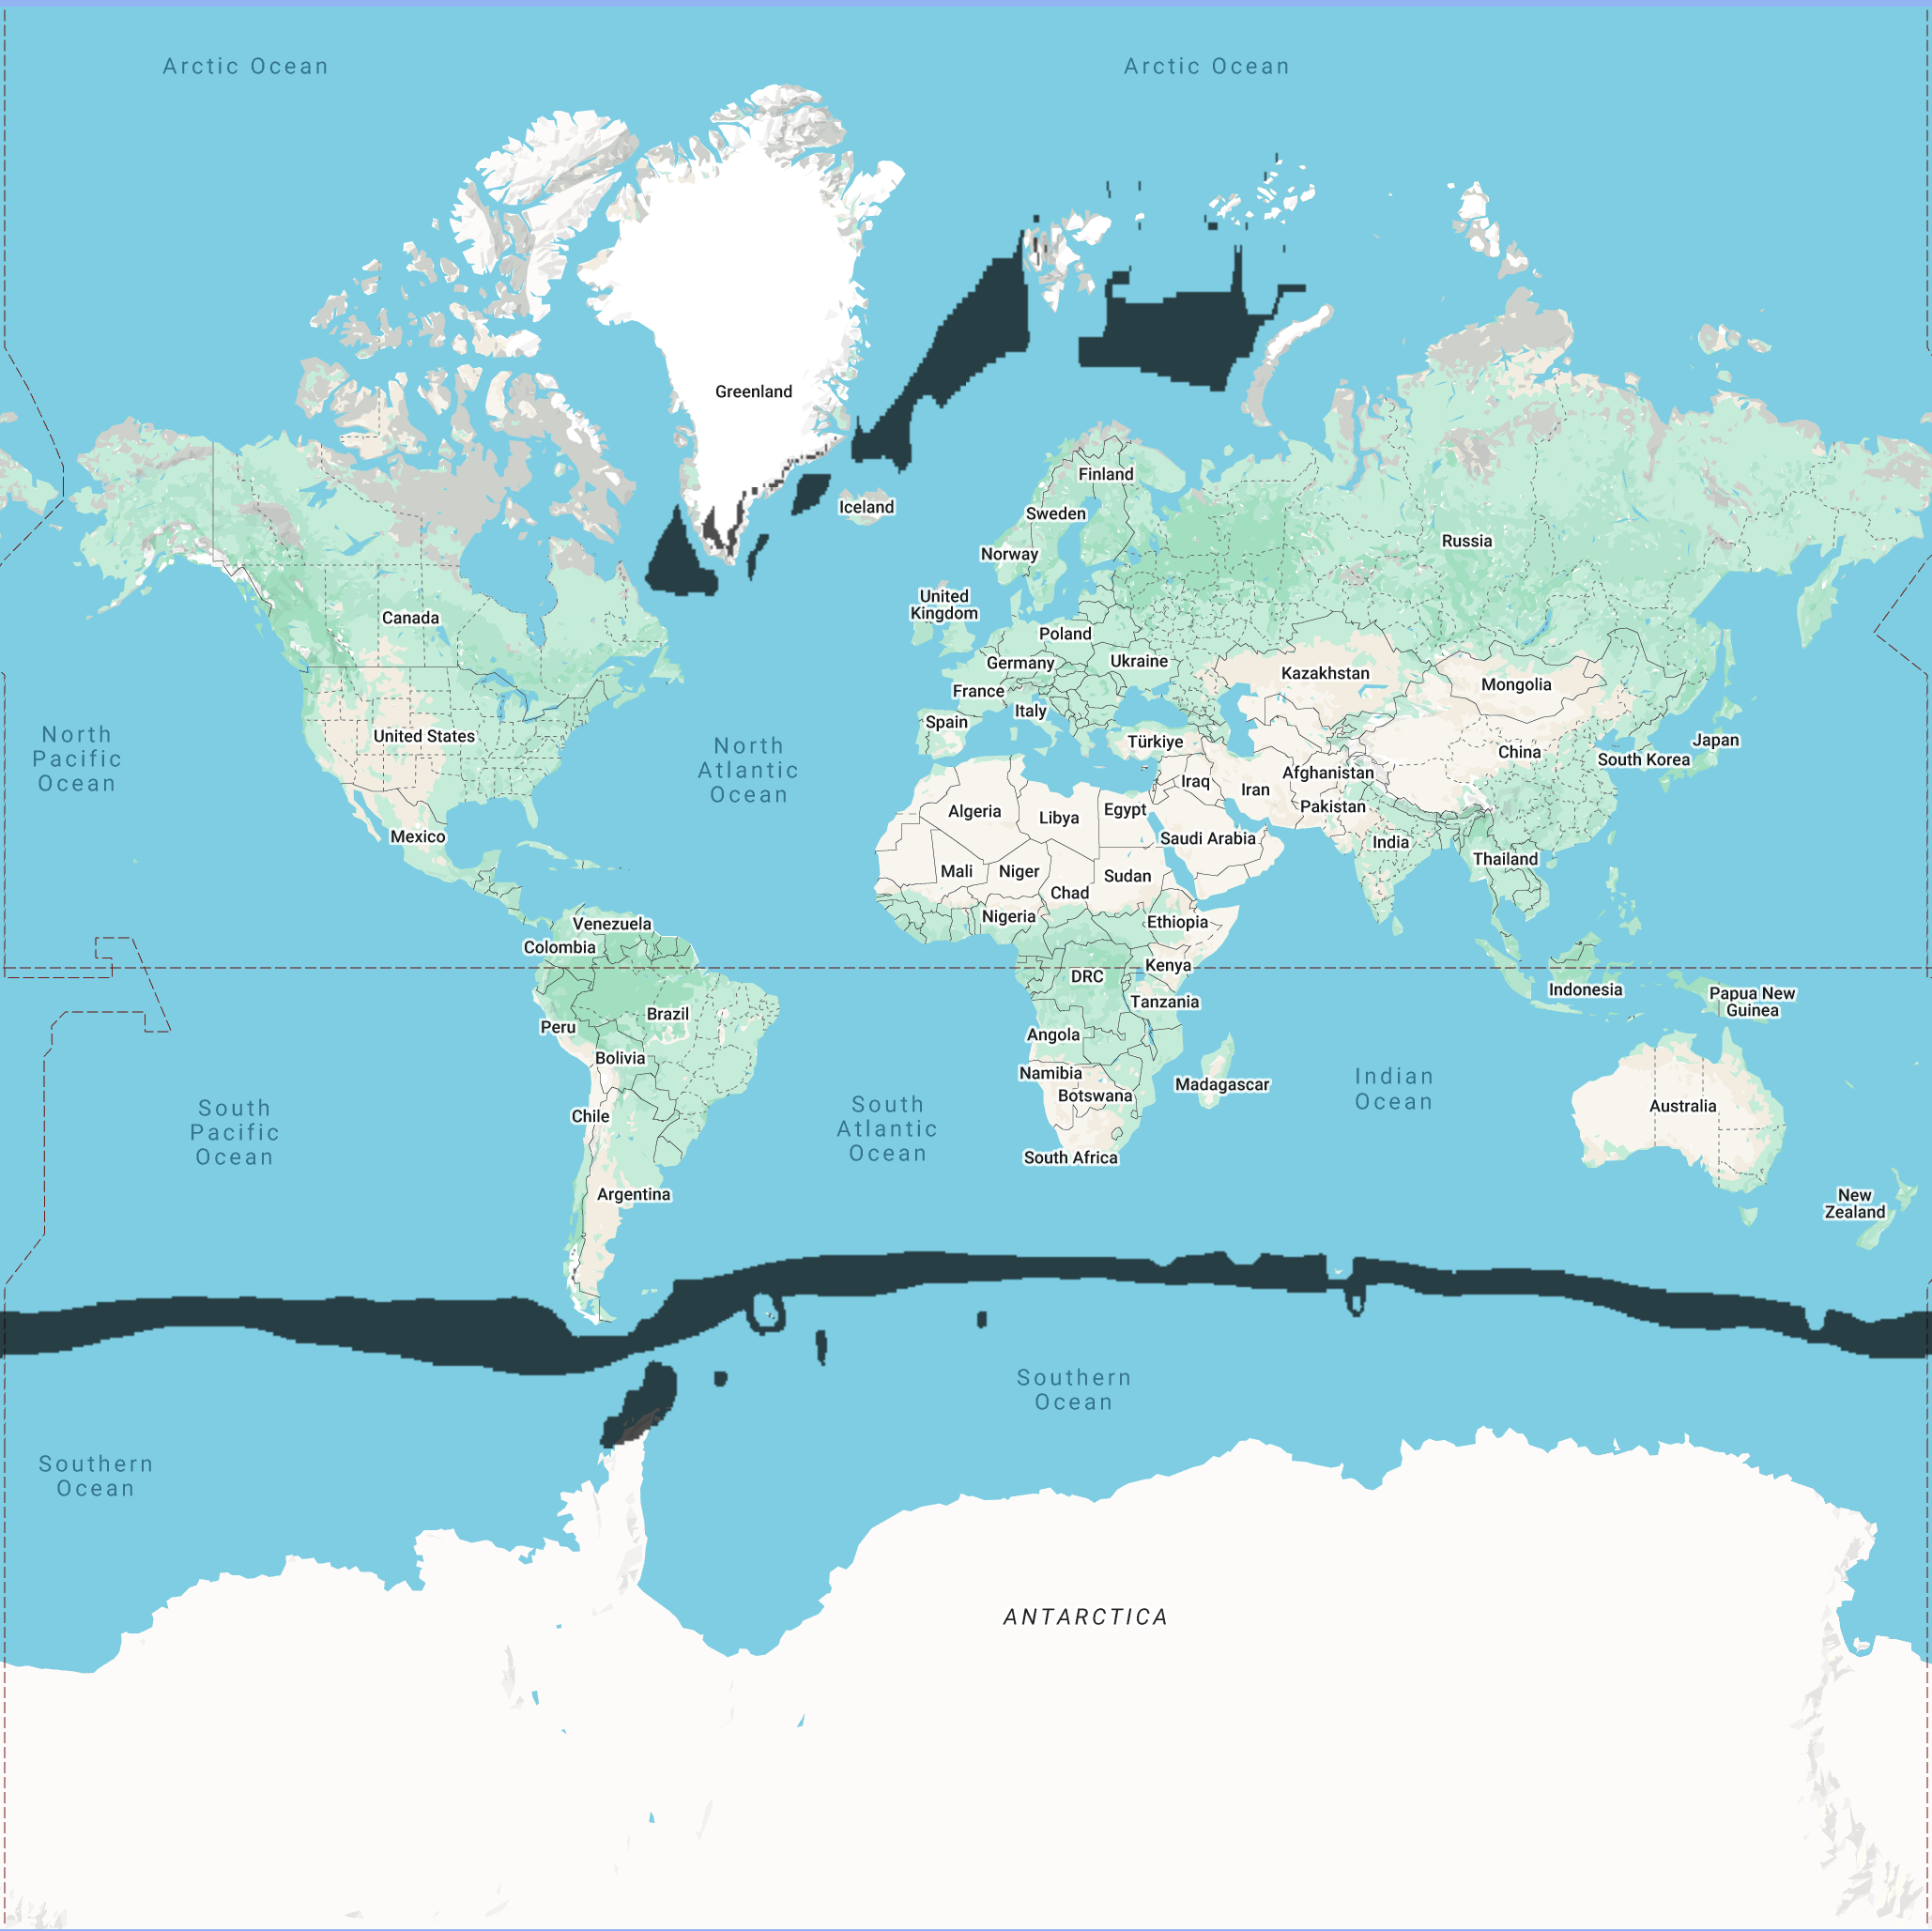 Arctic Ocean
Arctic Ocean
Greenland
Finland
Iceland
Sweden
Norway
Russia
United
Kingdom
Canada
Poland
Germany
Ukraine
Kazakhstan
Mongolia
France
Italy
Spain
United States
North
Pacific
Ocean
North
Atlantic
Ocean
Türkiye
Japan
China
South Korea
Afghanistan
Iraq
Iran
Pakistan
Algeria
Libya
Egypt
Mexico
Saudi Arabia
India
Thailand
Mali
Niger
Sudan
Chad
Nigeria
Ethiopia
Venezuela
Colombia
Kenya
DRC
Indonesia
Papua New
Guinea
Tanzania
Brazil
Peru
Angola
Bolivia
Namibia
Botswana
Madagascar
Indian
Ocean
Australia
Chile
South
Pacific
Ocean
South
Atlantic
Ocean
South Africa
Argentina
New
Zealand
Southern
Ocean
Southern
Ocean
ANTARCTICA